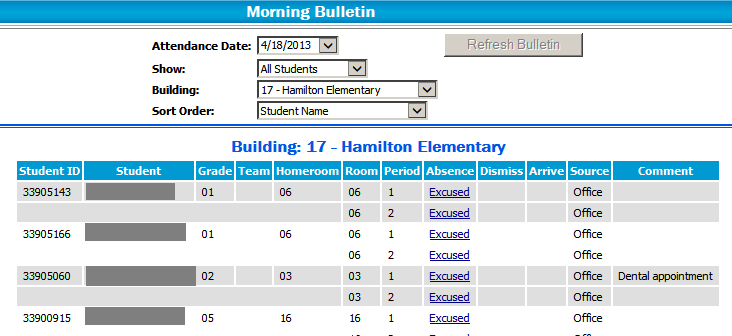 Morning Bulletin
Attendance Date: 4/18/2013 Refresh Bulletin
Show: All Students
Building: 17 - Hamilton Elementary
Sort Order: Student Name
Building: 17 - Hamilton Elementary
Student ID Student Grade Team Homeroom Room Period Absence Dismiss Arrive Source Comment
33905143 01 06 06 1 Excused Office
06 2 Excused Office
33905166 01 06 06 1 Excused Office
06 2 Excused Office
33905060 02 03 03 1 Excused Office Dental appointment
03 2 Excused Office
33900915 05 16 16 1 Excused Office